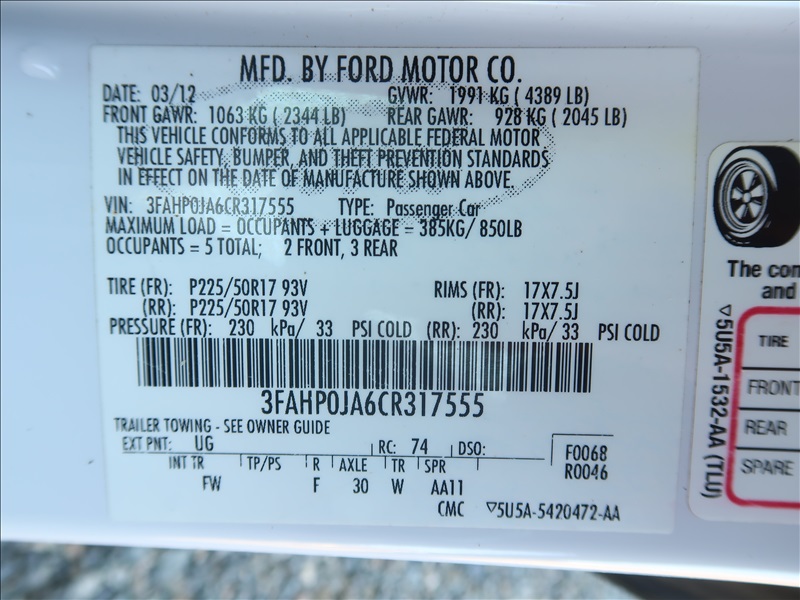 MFD. BY FORD MOTOR CO.
DATE: 03/12 GVWR: 1991 KG ( 4389 LB)
FRONT GAWR: 1063 KG ( 2344 LB) REAR GAWR: 928 KG ( 2045 LB)
THIS VEHICLE CONFORMS TO ALL APPLICABLE FEDERAL MOTOR
VEHICLE SAFETY, BUMPER, AND THEFT PREVENTION STANDARDS
IN EFFECT ON THE DATE OF MANUFACTURE SHOWN ABOVE.
VIN: 3FAHP0JA6CR317555 TYPE: Passenger Car
MAXIMUM LOAD = OCCUPANTS + LUGGAGE = 385KG/ 850LB
OCCUPANTS = 5 TOTAL; 2 FRONT, 3 REAR
TIRE (FR): P225/50R17 93V RIMS (FR): 17X7.5J
(RR): P225/50R17 93V (RR): 17X7.5J
PRESSURE (FR): 230 kPa/ 33 PSI COLD (RR): 230 kPa/ 33 PSI COLD
3FAHP0JA6CR317555
TRAILER TOWING - SEE OWNER GUIDE
EXT PNT: UG RC: 74 DSO: F0068
INT TR TP/PS R AXLE TR SPR R0046
FW F 30 W AA11
CMC ▽5U5A-5420472-AA
The con
and
▽5U5A-1532-AA (TLU)
TIRE
FRONT
REAR
SPARE